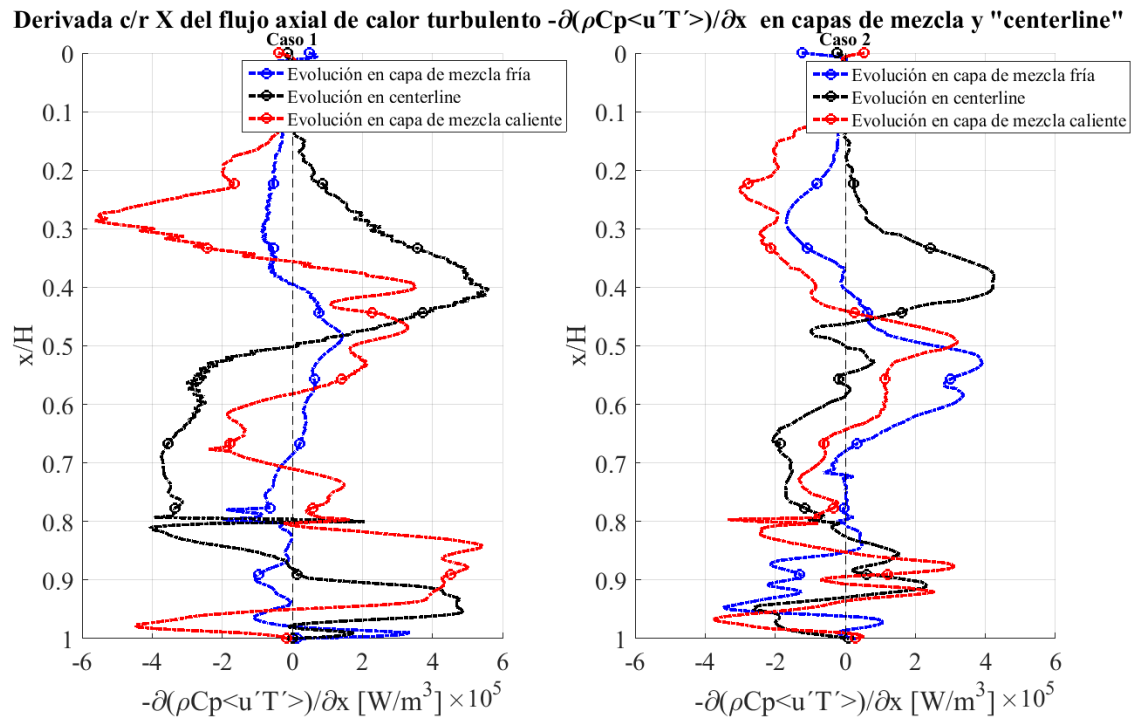 Derivada c/r X del flujo axial de calor turbulento -∂(ρCp<u´T´>)/∂x en capas de mezcla y "centerline"
Caso 1
Evolución en capa de mezcla fría
Evolución en centerline
Evolución en capa de mezcla caliente
x/H
0
0.1
0.2
0.3
0.4
0.5
0.6
0.7
0.8
0.9
1
-6
-4
-2
0
2
4
6
-∂(ρCp<u´T´>)/∂x [W/m³] ×10⁵
Caso 2
Evolución en capa de mezcla fría
Evolución en centerline
Evolución en capa de mezcla caliente
x/H
0
0.1
0.2
0.3
0.4
0.5
0.6
0.7
0.8
0.9
1
-6
-4
-2
0
2
4
6
-∂(ρCp<u´T´>)/∂x [W/m³] ×10⁵